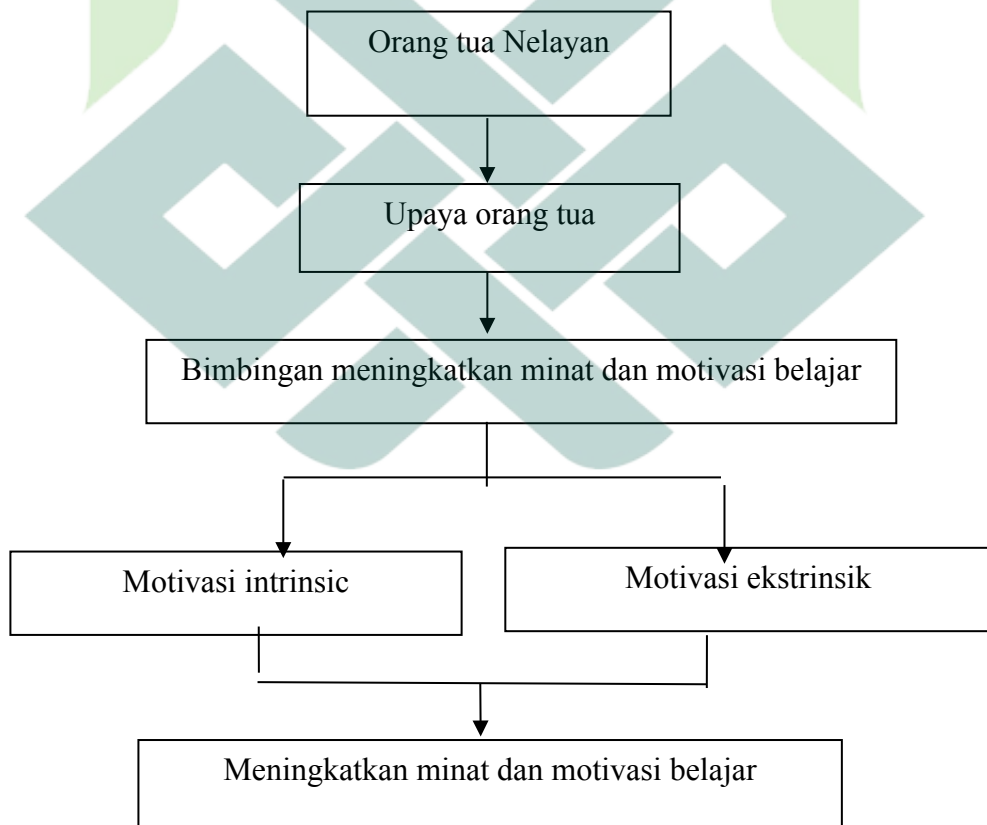 Orang tua Nelayan
Upaya orang tua
Bimbingan meningkatkan minat dan motivasi belajar
Motivasi intrinsic
Motivasi ekstrinsik
Meningkatkan minat dan motivasi belajar